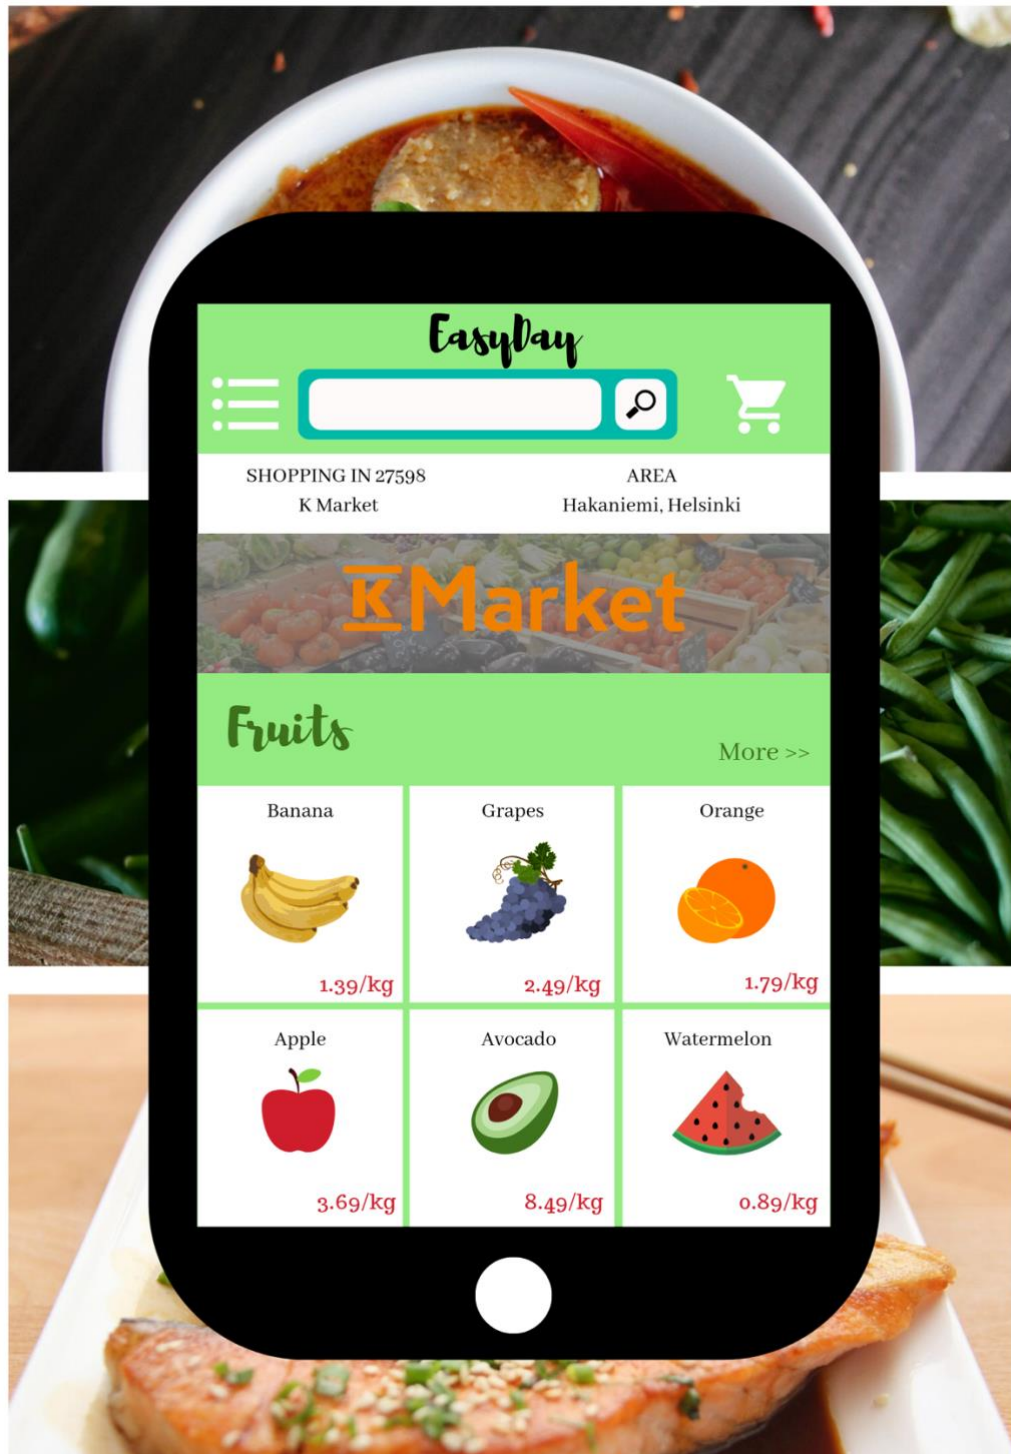 EasyDay
SHOPPING IN 27598
K Market
AREA
Hakaniemi, Helsinki
K Market
Fruits
More >>
Banana
Grapes
Orange
1.39/kg
2.49/kg
1.79/kg
Apple
Avocado
Watermelon
3.69/kg
8.49/kg
0.89/kg